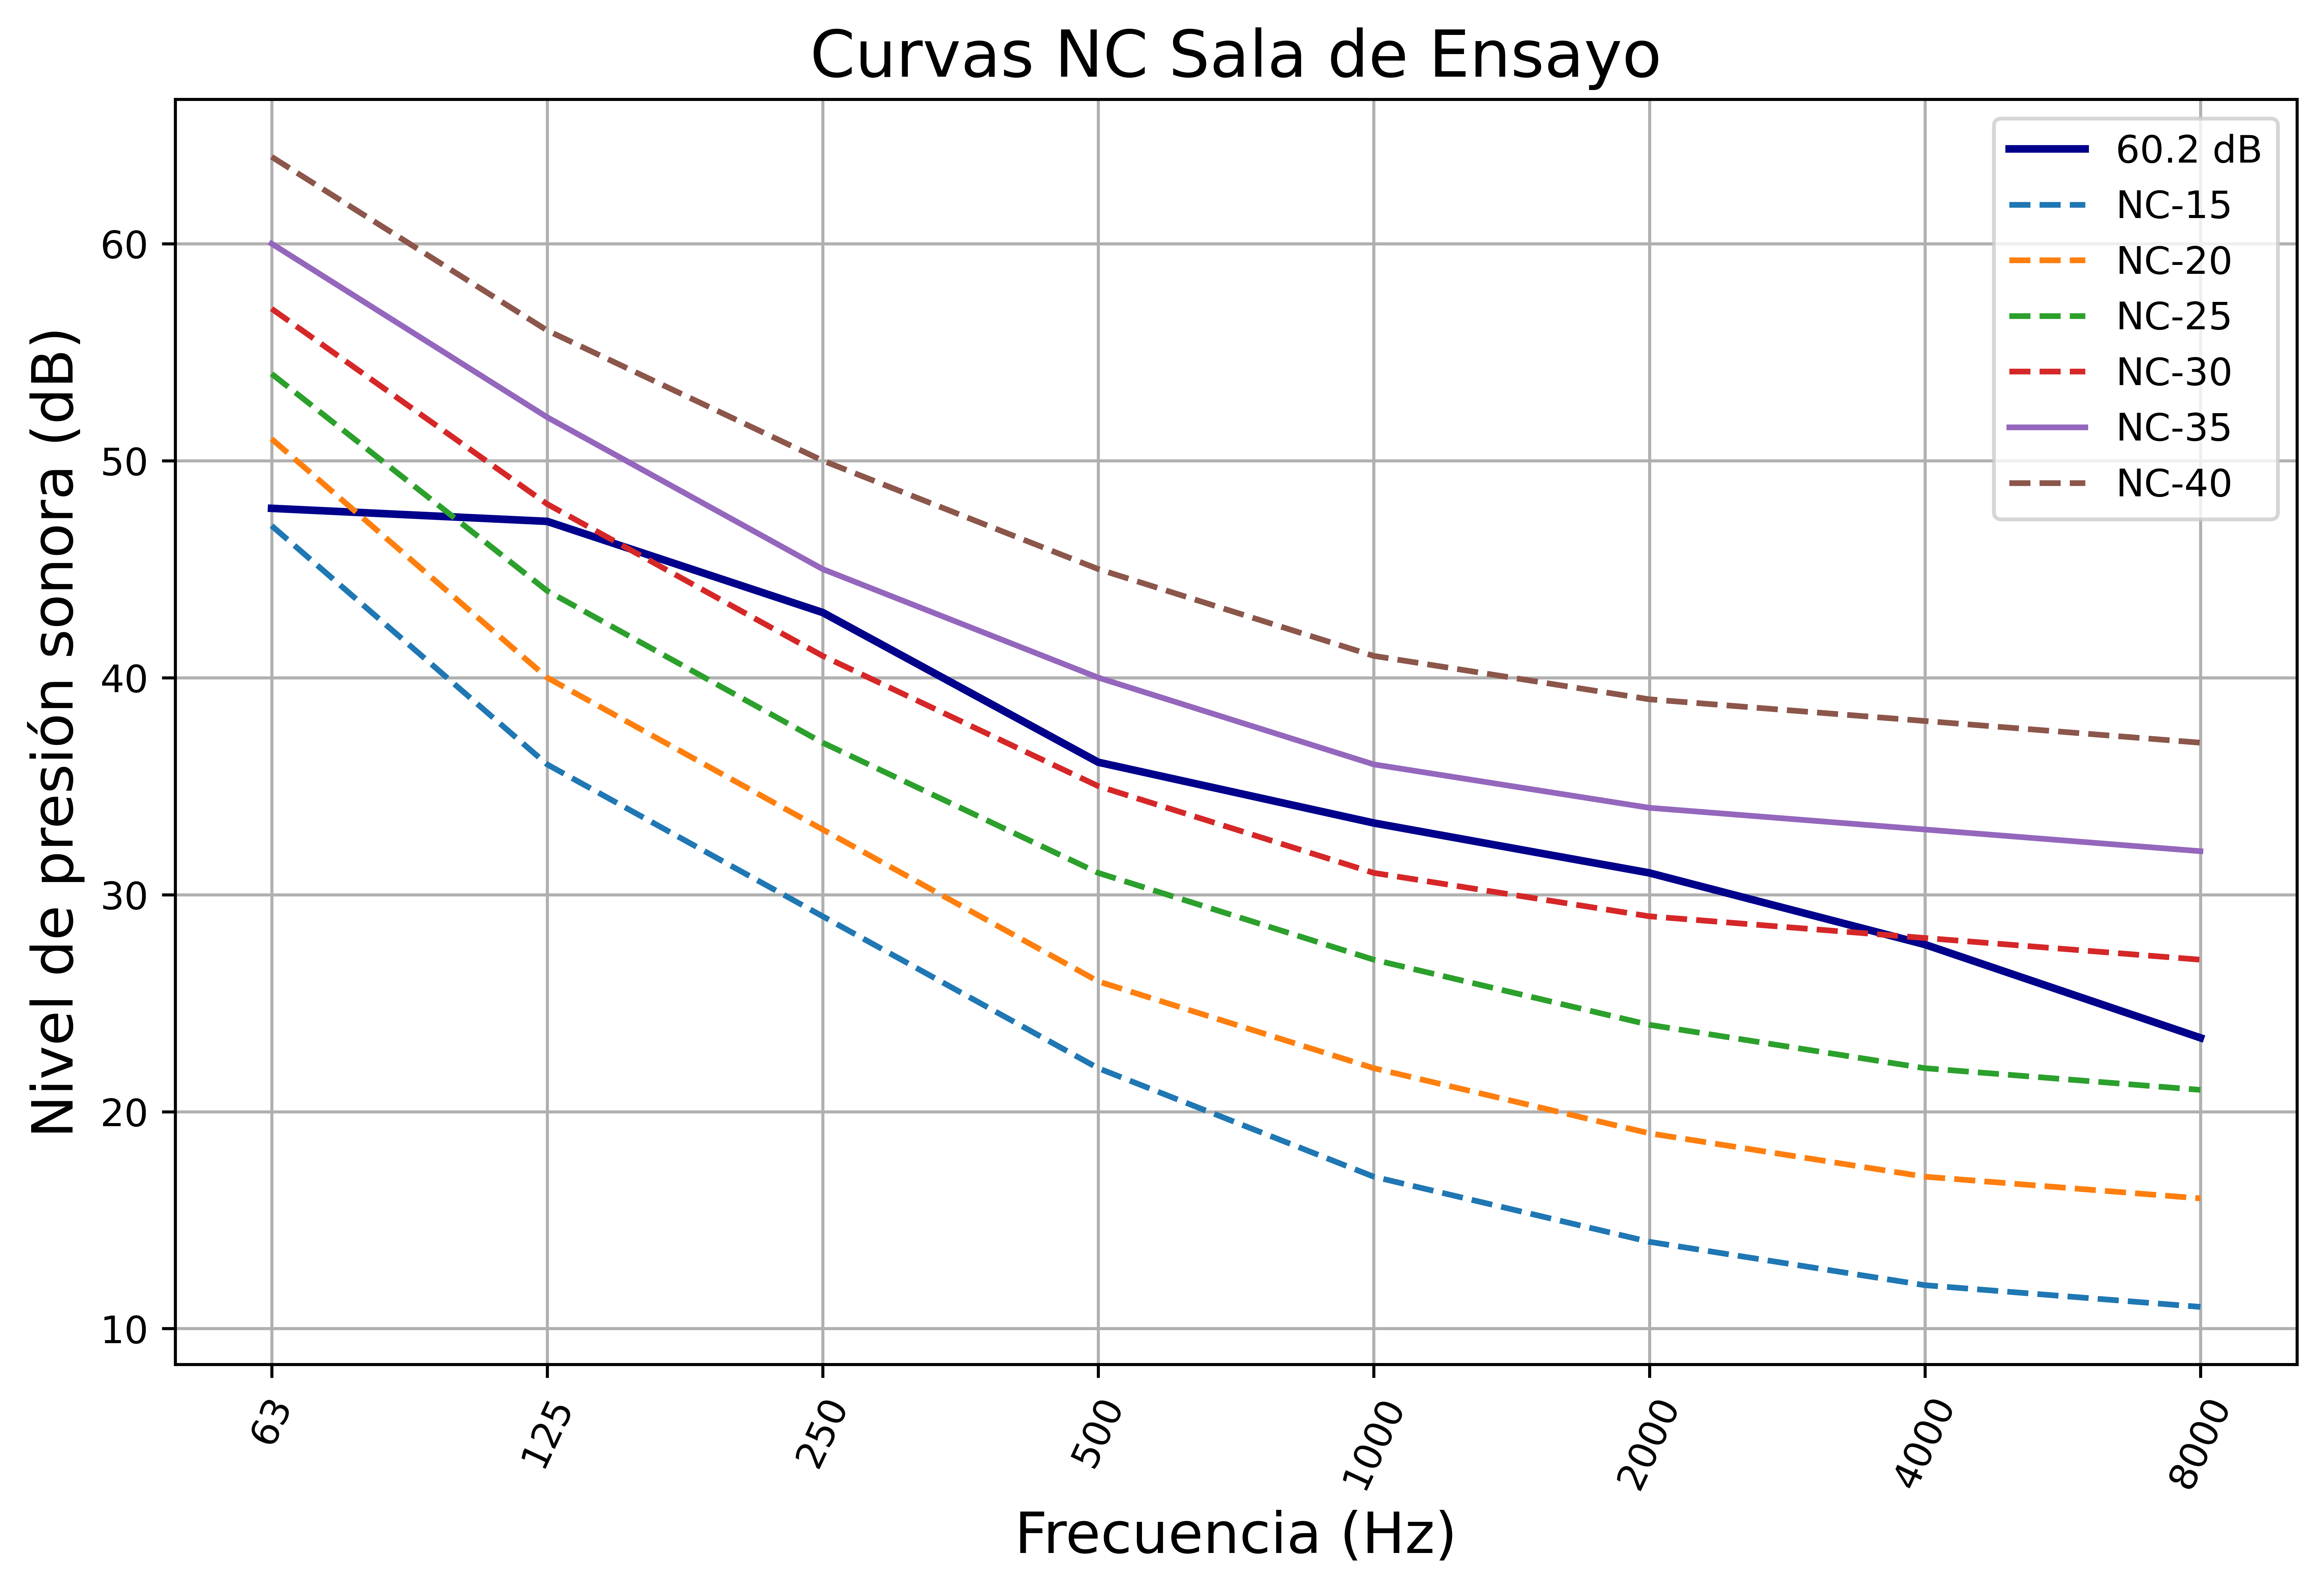 Curvas NC Sala de Ensayo
Nivel de presión sonora (dB)
60
50
40
30
20
10
60.2 dB
NC-15
NC-20
NC-25
NC-30
NC-35
NC-40
63
125
250
500
1000
2000
4000
8000
Frecuencia (Hz)